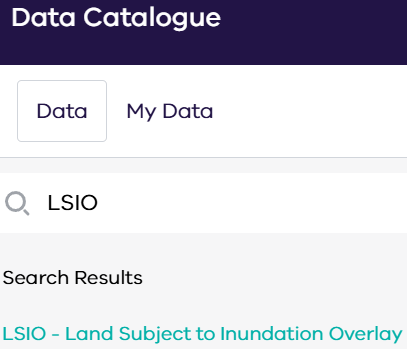 Data Catalogue
Data My Data
LSIO
Search Results
LSIO - Land Subject to Inundation Overlay